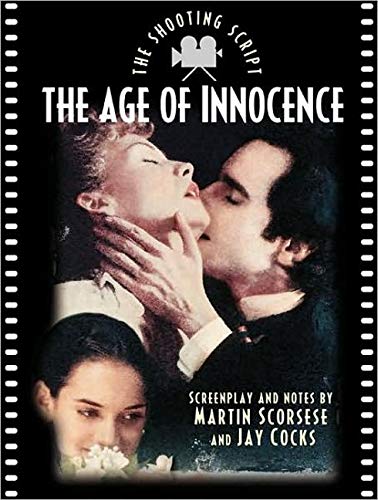 THE SHOOTING SCRIPT
THE AGE OF INNOCENCE
SCREENPLAY AND NOTES BY
MARTIN SCORSESE
AND JAY COCKS